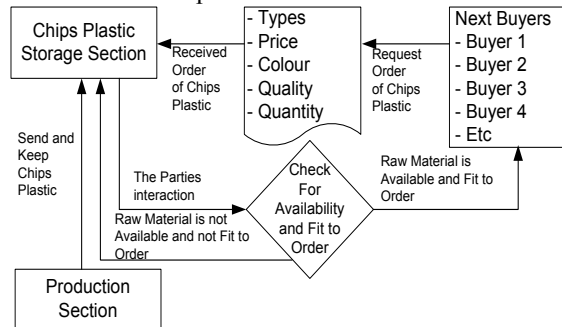 Chips Plastic
Storage Section
Received
Order
of Chips
Plastic
- Types
- Price
- Colour
- Quality
- Quantity
Request
Order
of Chips
Plastic
Next Buyers
- Buyer 1
- Buyer 2
- Buyer 3
- Buyer 4
- Etc
Send and
Keep
Chips
Plastic
The Parties
interaction
Check
For
Availability
and Fit to
Order
Raw Material is
Available and Fit to
Order
Raw Material is not
Available and not Fit to
Order
Production
Section